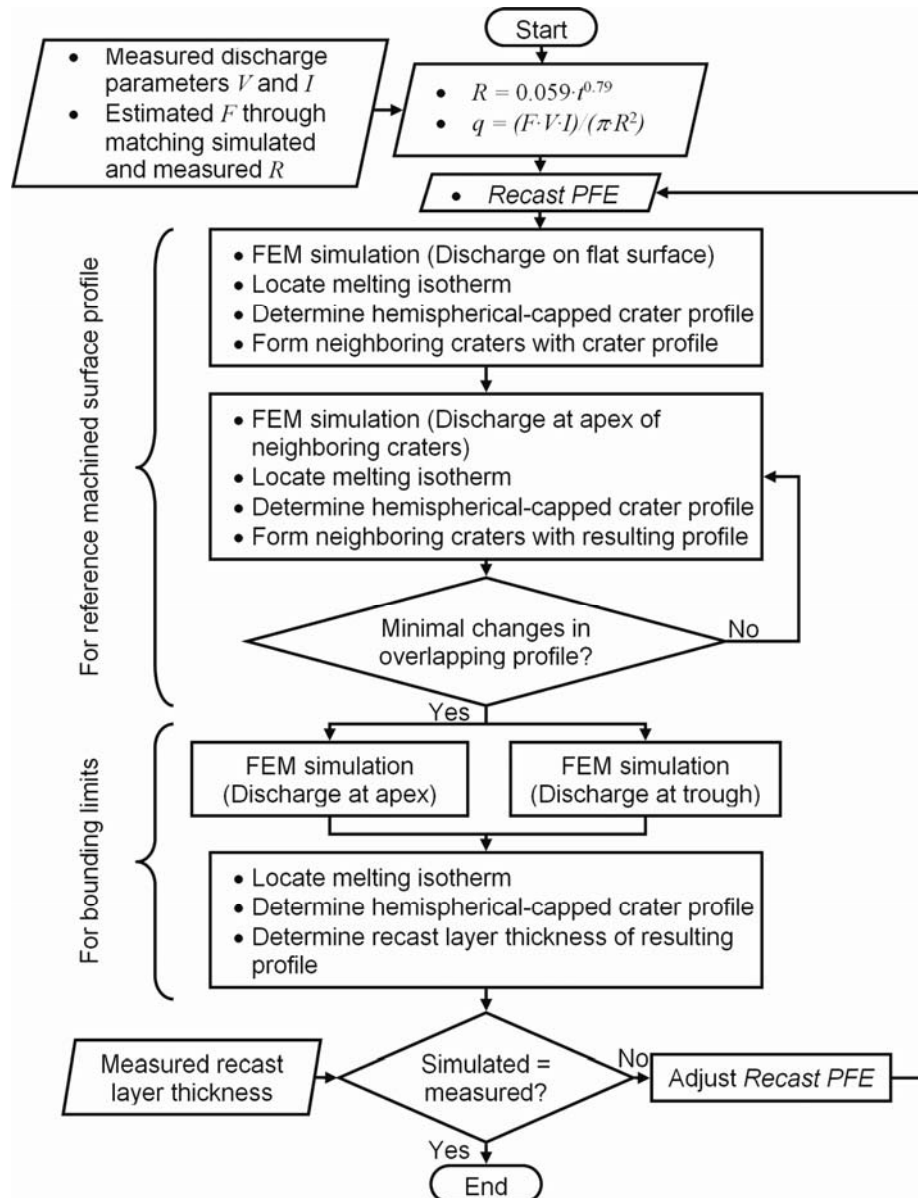 Start
• Measured discharge
parameters V and I
• Estimated F through
matching simulated
and measured R
• R = 0.059·t^0.79
• q = (F·V·I)/(π·R²)
• Recast PFE
For reference machined surface profile
• FEM simulation (Discharge on flat surface)
• Locate melting isotherm
• Determine hemispherical-capped crater profile
• Form neighboring craters with crater profile
• FEM simulation (Discharge at apex of
neighboring craters)
• Locate melting isotherm
• Determine hemispherical-capped crater profile
• Form neighboring craters with resulting profile
Minimal changes in
overlapping profile?
No
Yes
For bounding limits
FEM simulation
(Discharge at apex)
FEM simulation
(Discharge at trough)
• Locate melting isotherm
• Determine hemispherical-capped crater profile
• Determine recast layer thickness of resulting
profile
Measured recast
layer thickness
Simulated =
measured?
No
Adjust Recast PFE
Yes
End